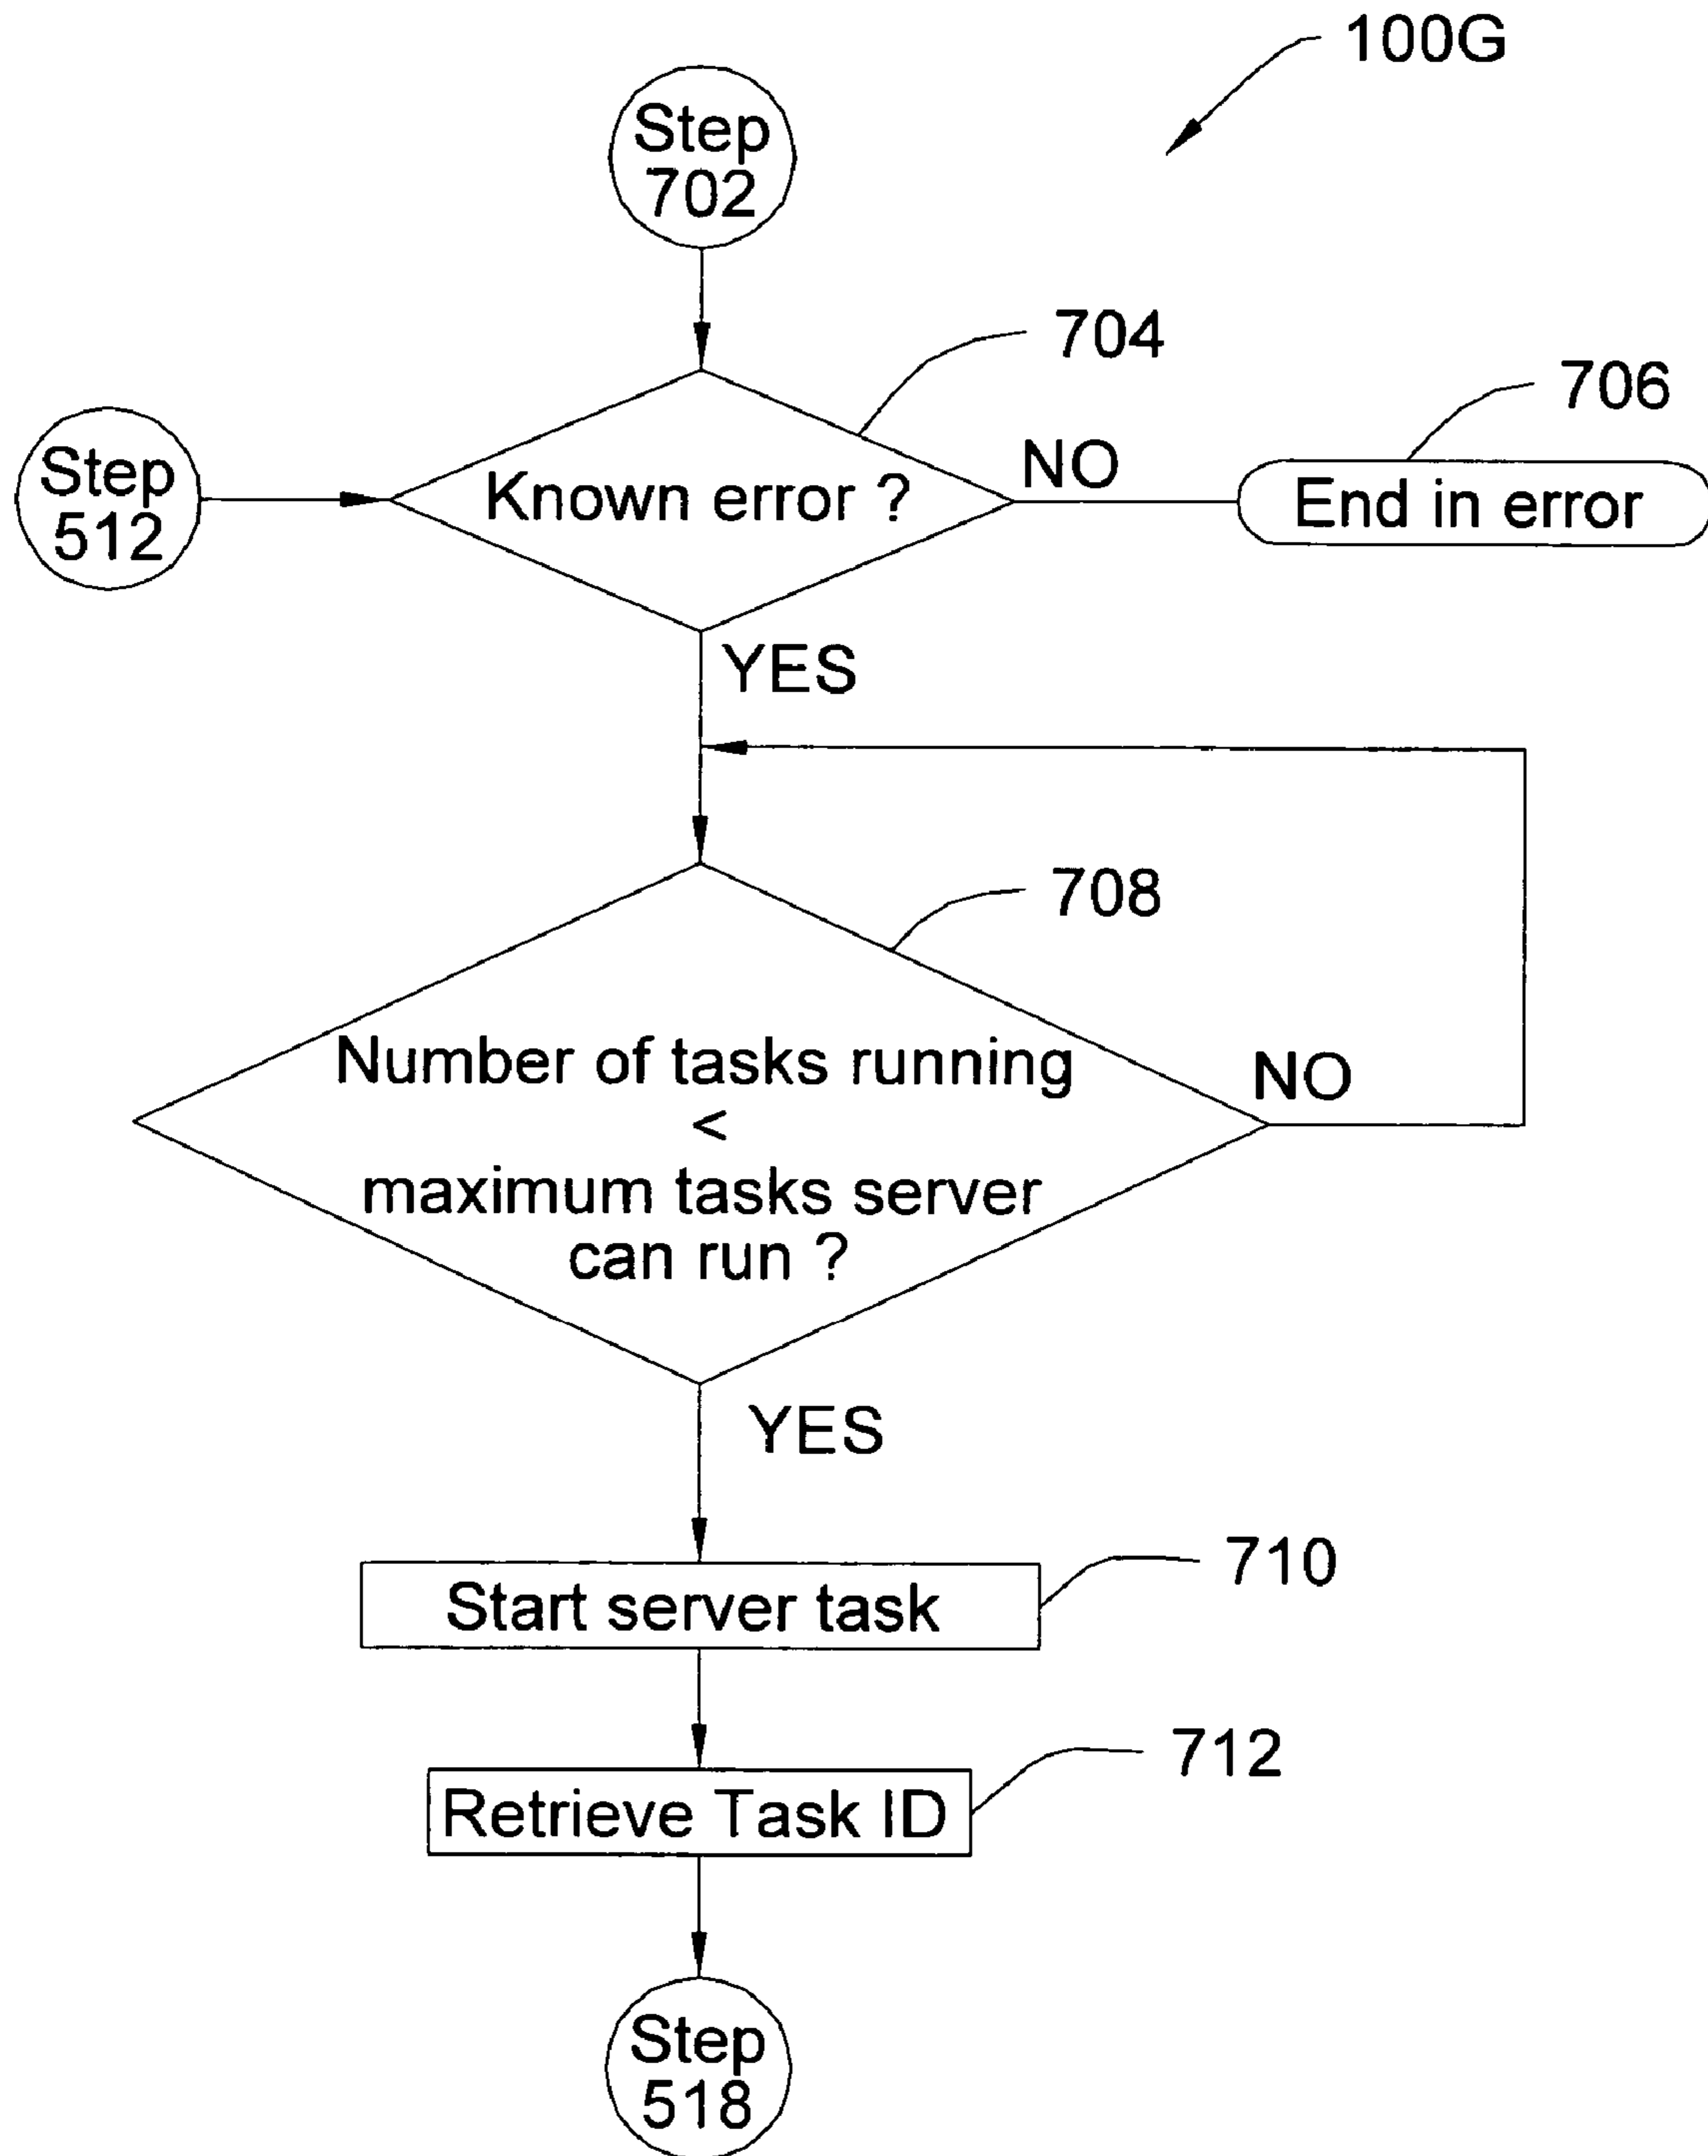 100G
Step
702
704
706
Step
512
Known error ?
NO
End in error
YES
708
Number of tasks running
<
maximum tasks server
can run ?
NO
YES
710
Start server task
712
Retrieve Task ID
Step
518